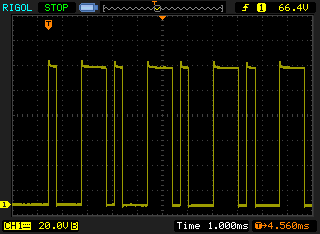 RIGOL STOP T f 1 66.4V
T
1
CH1 20.0V B Time 1.000ms T→4.560ms